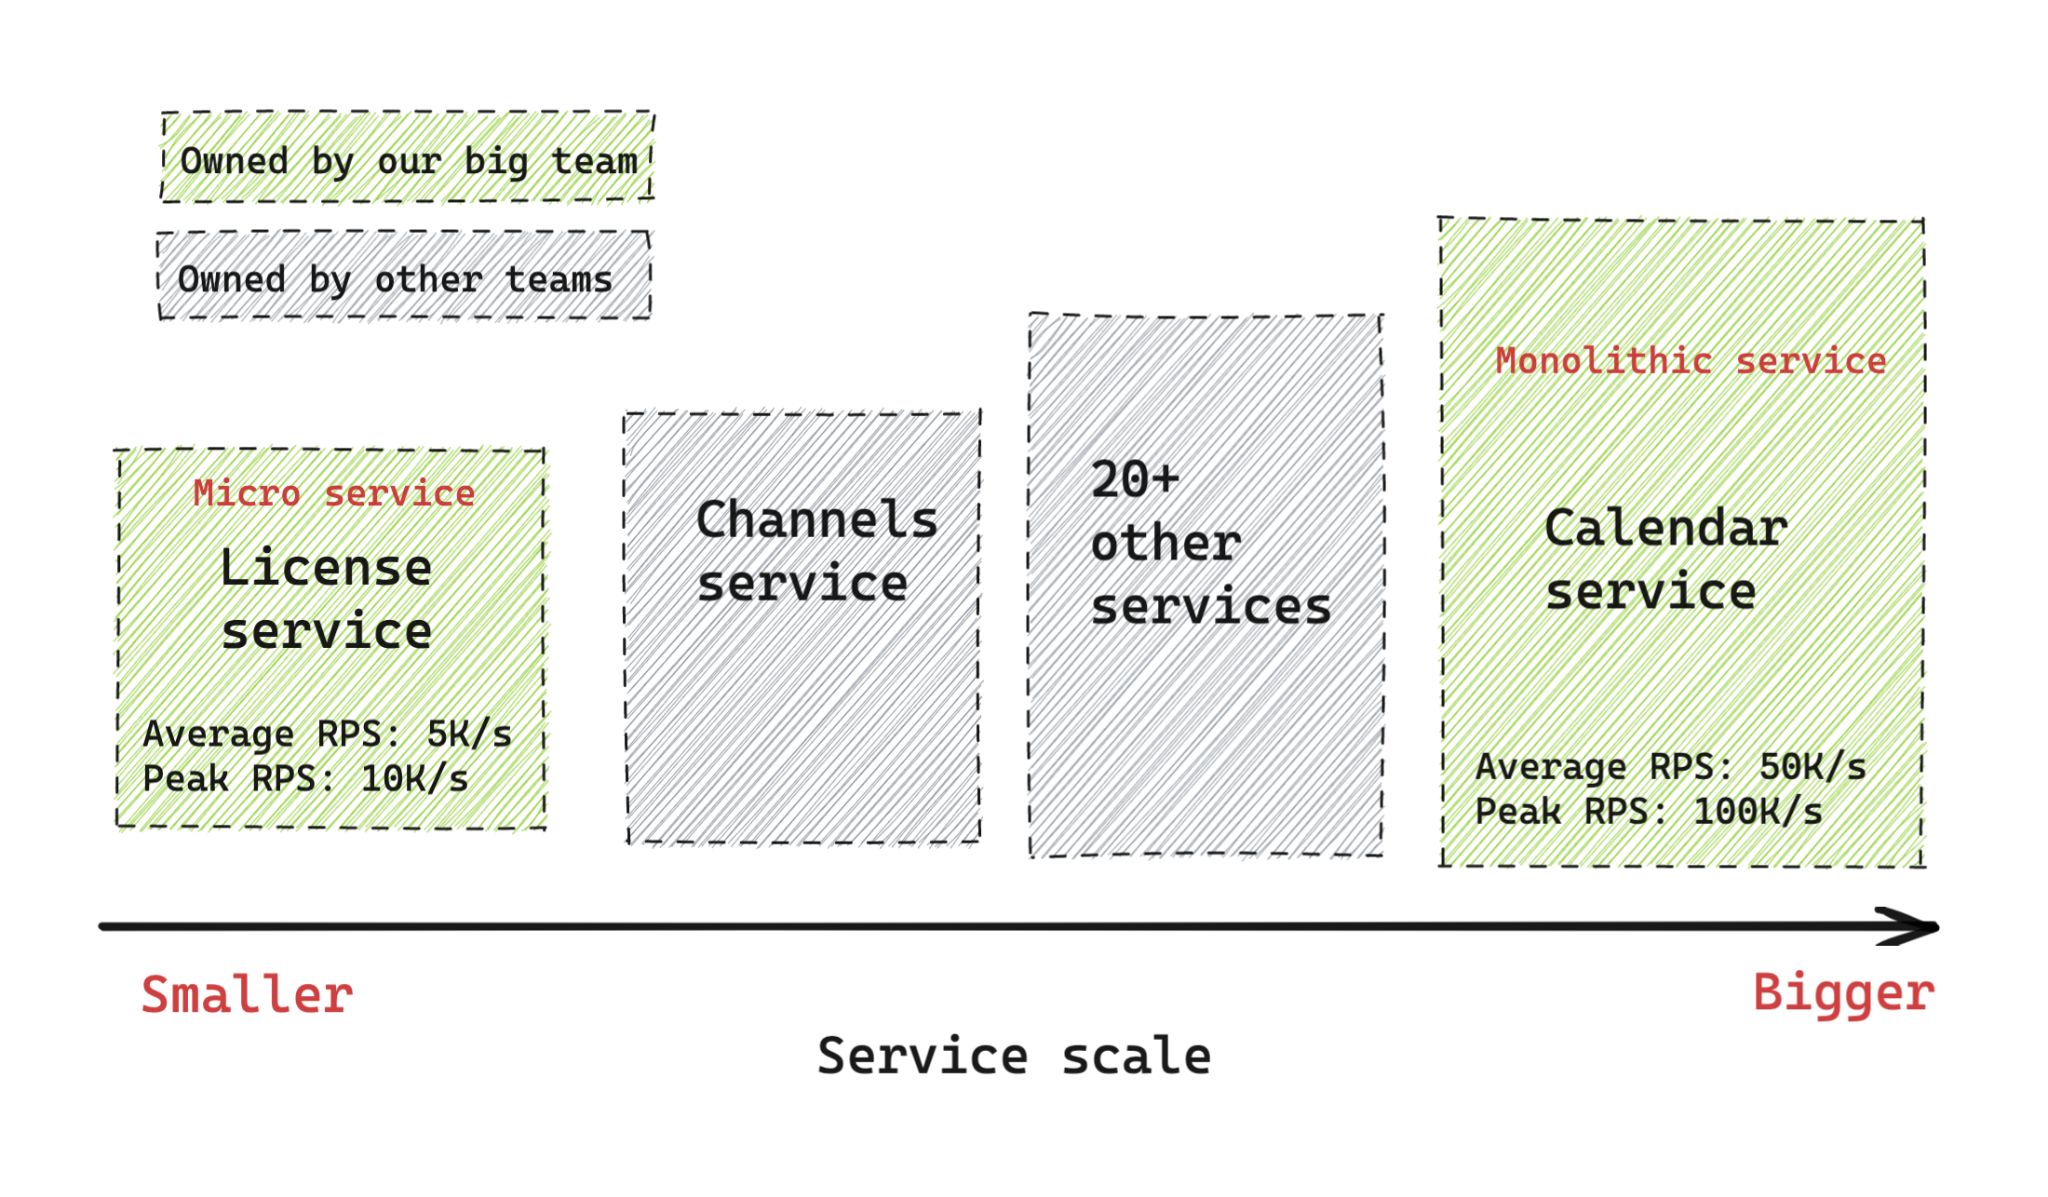 Owned by our big team
Owned by other teams
Micro service
License
service
Average RPS: 5K/s
Peak RPS: 10K/s
Channels
service
20+
other
services
Monolithic service
Calendar
service
Average RPS: 50K/s
Peak RPS: 100K/s
Smaller
Bigger
Service scale